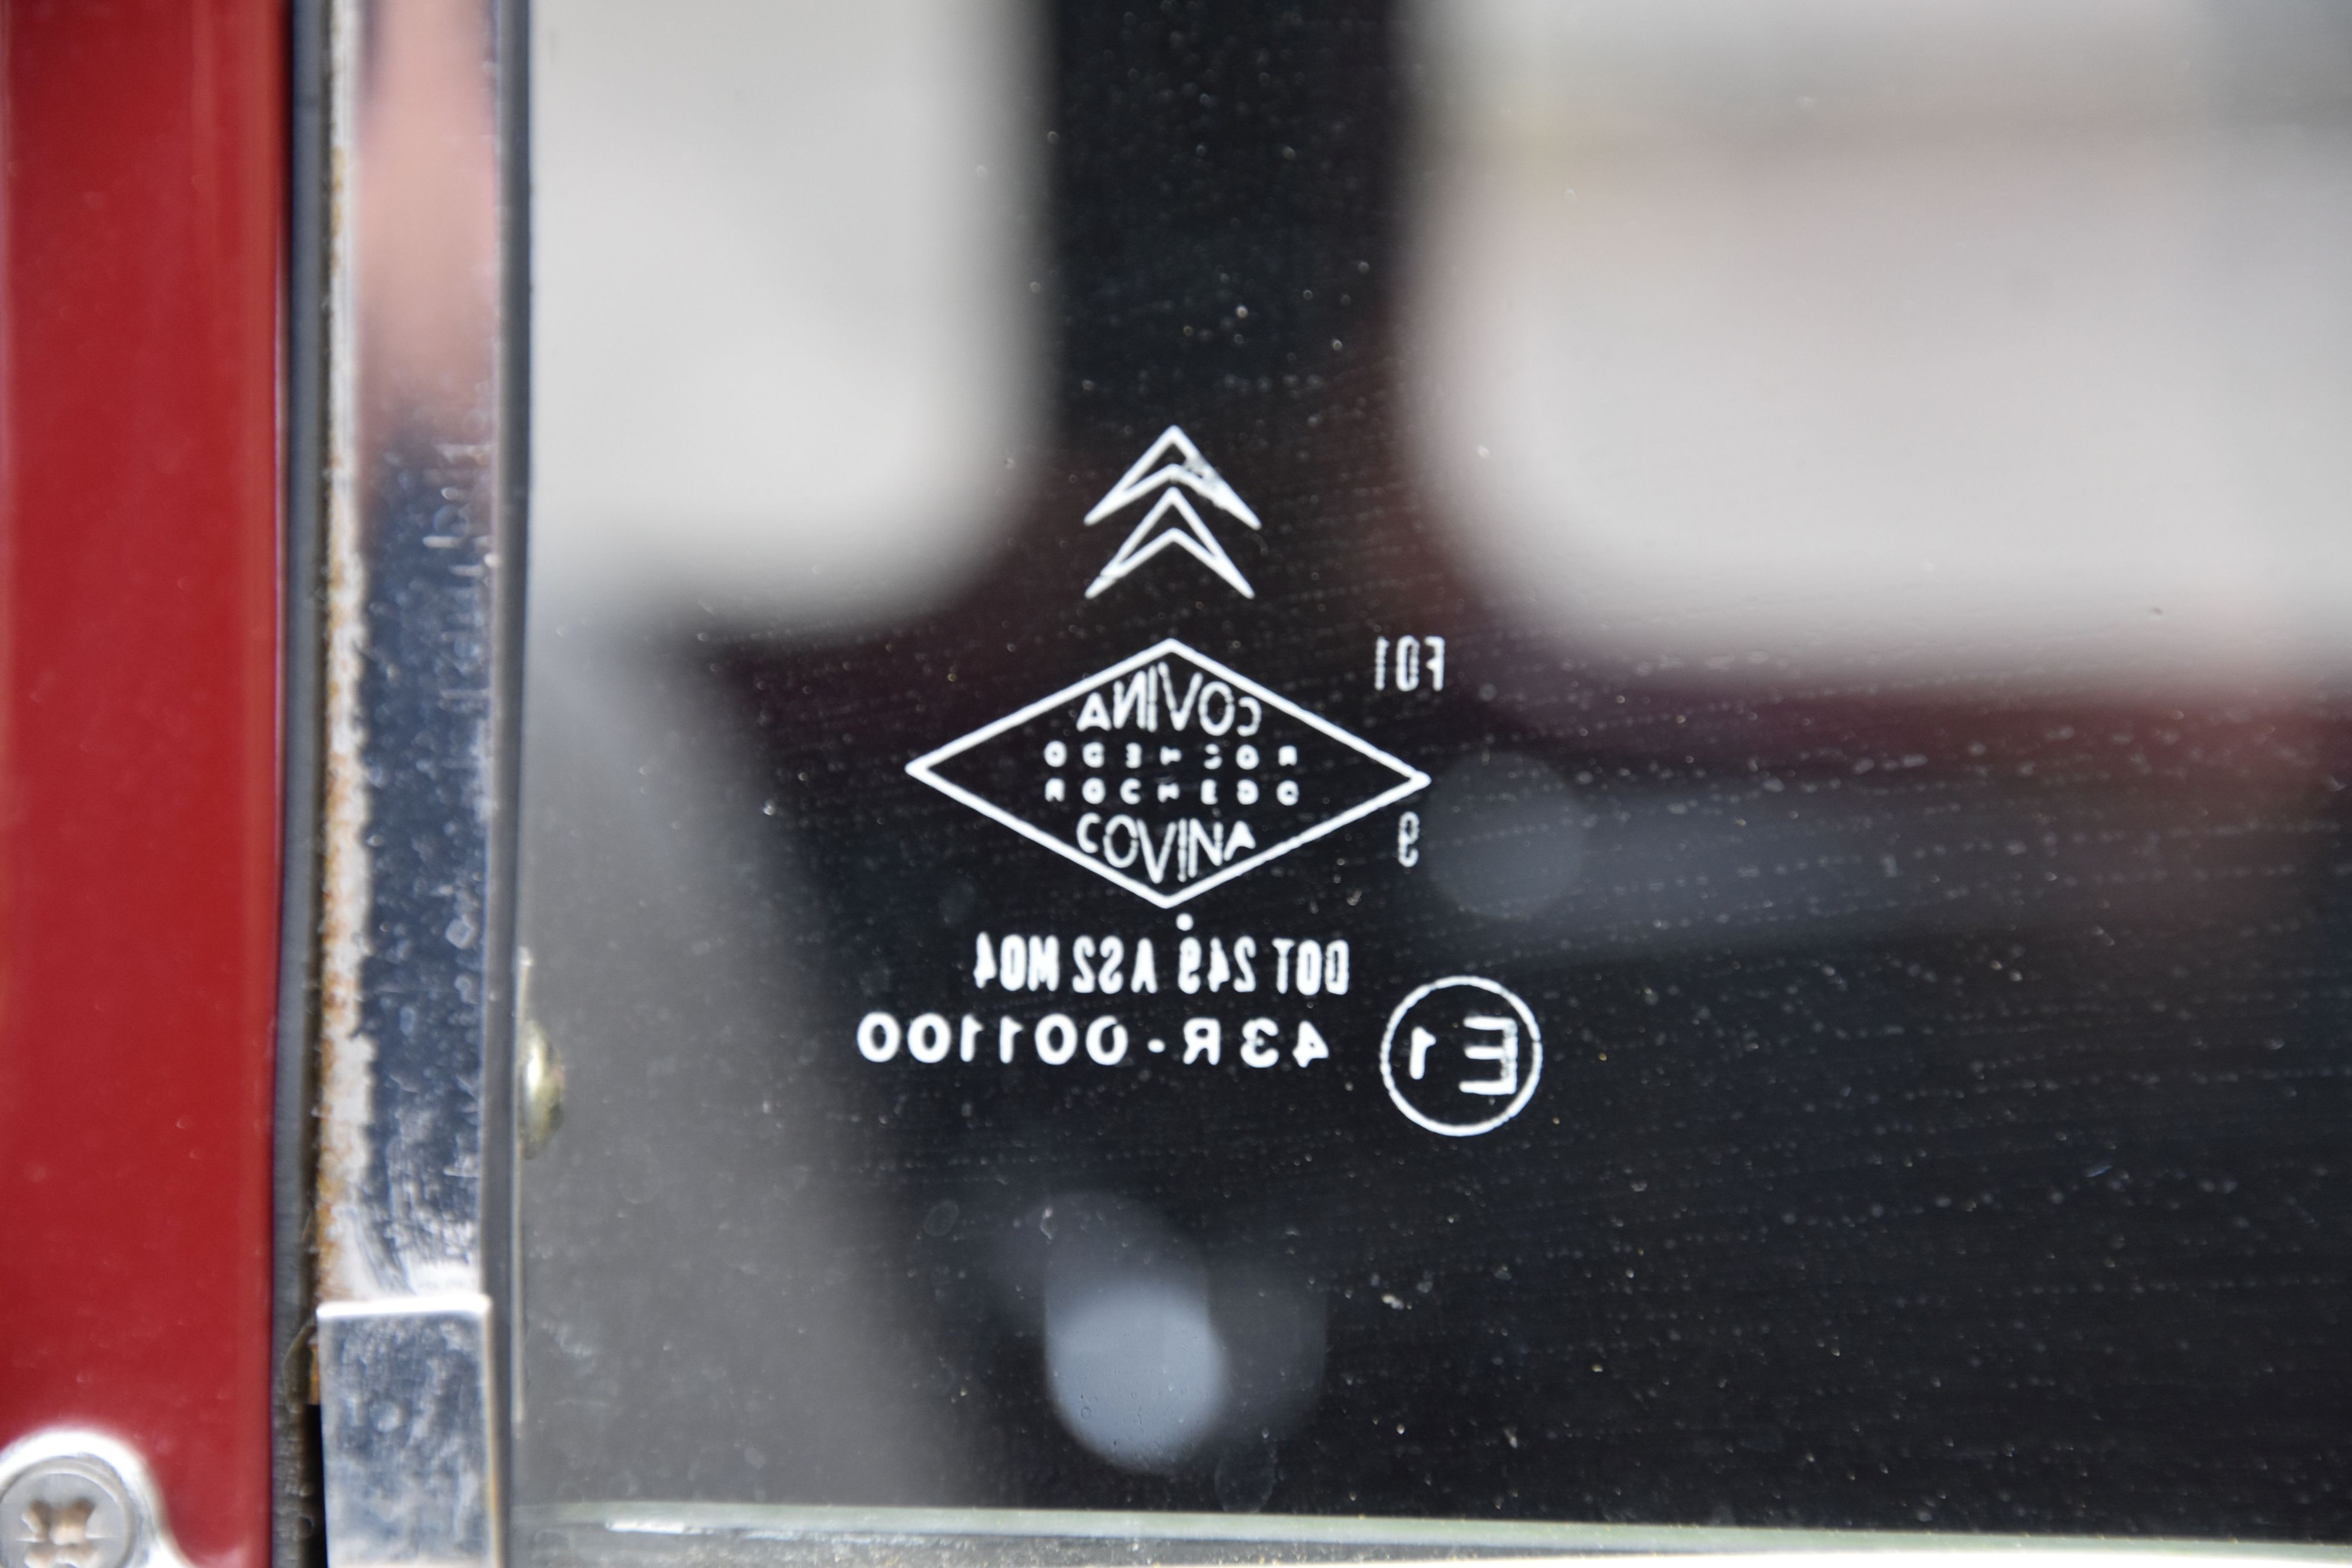 F01
COVINA
ROCHEDO
ROCHEDO
COVINA
9
DOT 249 AS2 M04
E1 43R-001100